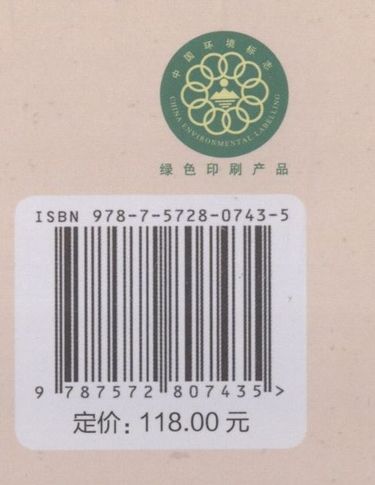 中国环境标志
CHINA ENVIRONMENTAL LABELLING
绿色印刷产品
ISBN 978-7-5728-0743-5
9 787572 807435>
定价: 118.00 元